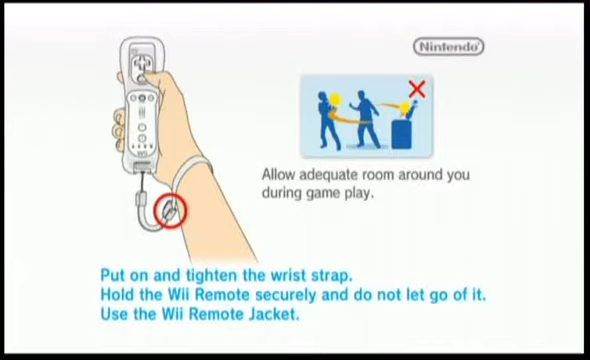 Nintendo
Allow adequate room around you
during game play.
Put on and tighten the wrist strap.
Hold the Wii Remote securely and do not let go of it.
Use the Wii Remote Jacket.